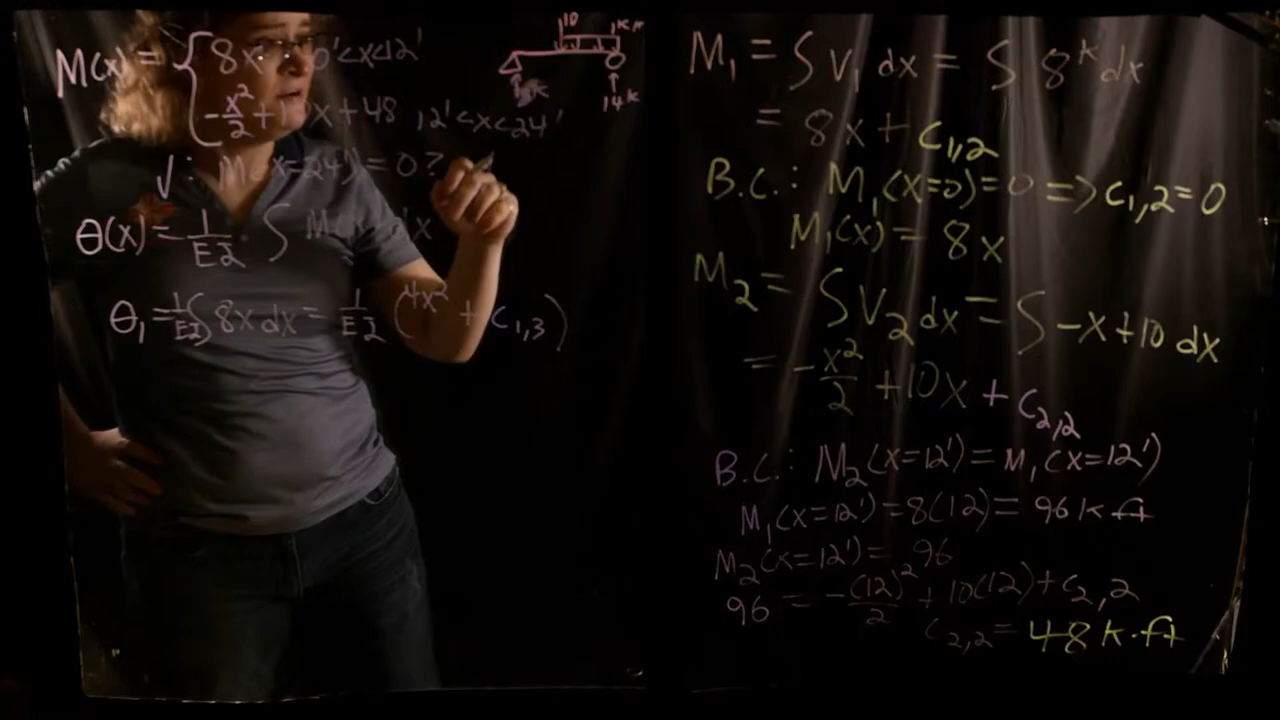 M(x) = { 8x ; 0'<x<12'
-x²/2 + 10x + 48 , 12'<x<24'
√ : M(x=24') = 0?
θ(x) = 1/EI · ∫ M(x) dx
θ₁ = 1/EI ∫ 8x dx = 1/EI (4x² + C₁,₃)
10
1k
14k
M₁ = ∫ V₁ dx = ∫ 8ᵏ dx
= 8x + C₁,₂
B.C.: M₁(x=0) = 0 => C₁,₂ = 0
M₁(x) = 8x
M₂ = ∫ V₂ dx = ∫ -x+10 dx
= -x²/2 + 10x + C₂,₂
B.C.: M₂(x=12') = M₁(x=12')
M₁(x=12') = 8(12) = 96 k ft
M₂(x=12') = 96
96 = -(12)²/2 + 10(12) + C₂,₂
C₂,₂ = 48 k·ft